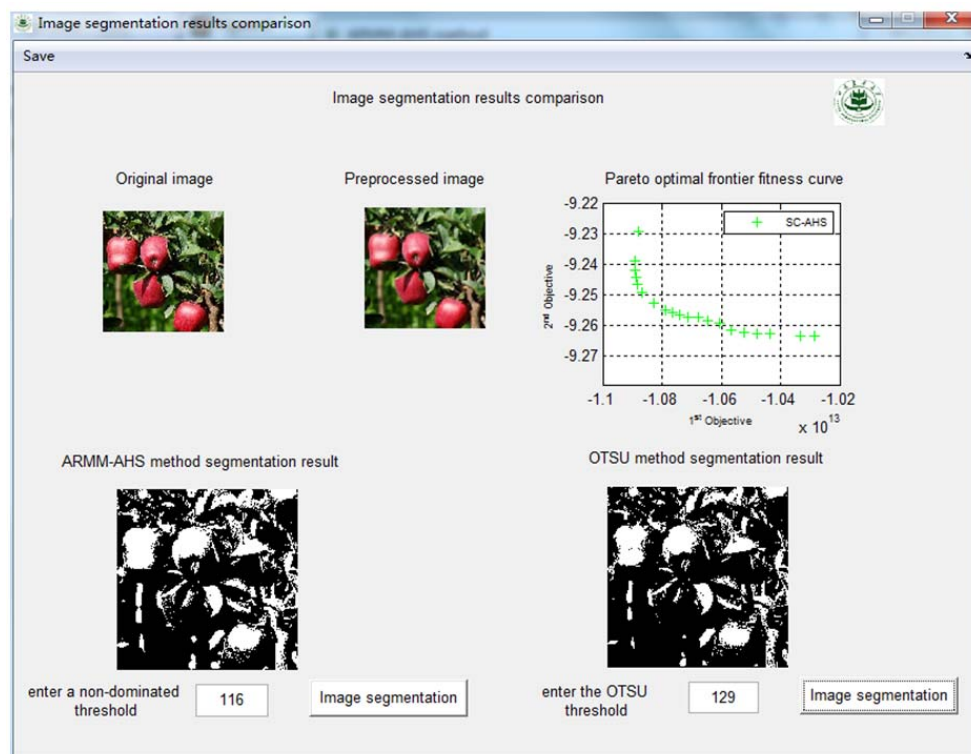 Image segmentation results comparison
Save
Image segmentation results comparison
Original image
Preprocessed image
Pareto optimal frontier fitness curve
-9.22
-9.23
-9.24
-9.25
-9.26
-9.27
SC-AHS
2nd Objective
-1.1
-1.08
-1.06
-1.04
-1.02
1st Objective
x 10^13
ARMM-AHS method segmentation result
OTSU method segmentation result
enter a non-dominated
threshold
116
Image segmentation
enter the OTSU
threshold
129
Image segmentation